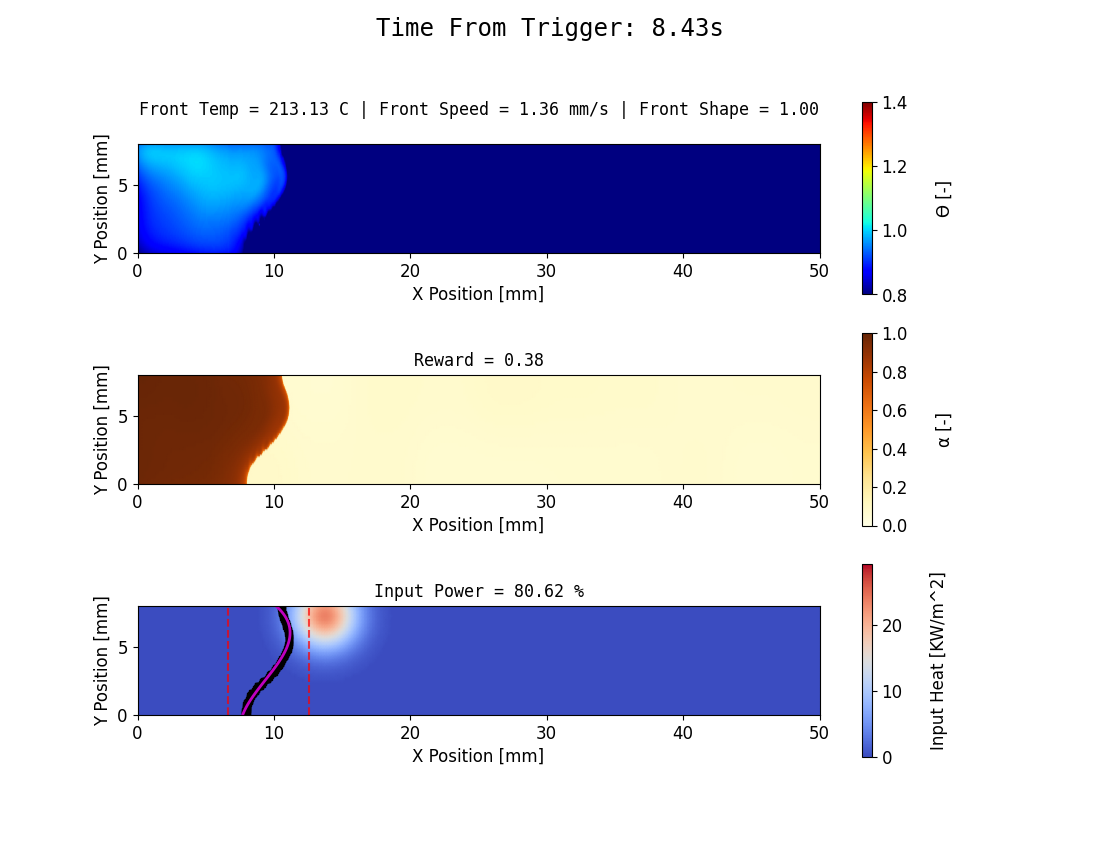 Time From Trigger: 8.43s
Front Temp = 213.13 C | Front Speed = 1.36 mm/s | Front Shape = 1.00
Y Position [mm]
5
0
0 10 20 30 40 50
X Position [mm]
1.4
1.2
1.0
0.8
Θ [-]
Reward = 0.38
Y Position [mm]
5
0
0 10 20 30 40 50
X Position [mm]
1.0
0.8
0.6
0.4
0.2
0.0
α [-]
Input Power = 80.62 %
Y Position [mm]
5
0
0 10 20 30 40 50
X Position [mm]
20
10
0
Input Heat [KW/m^2]